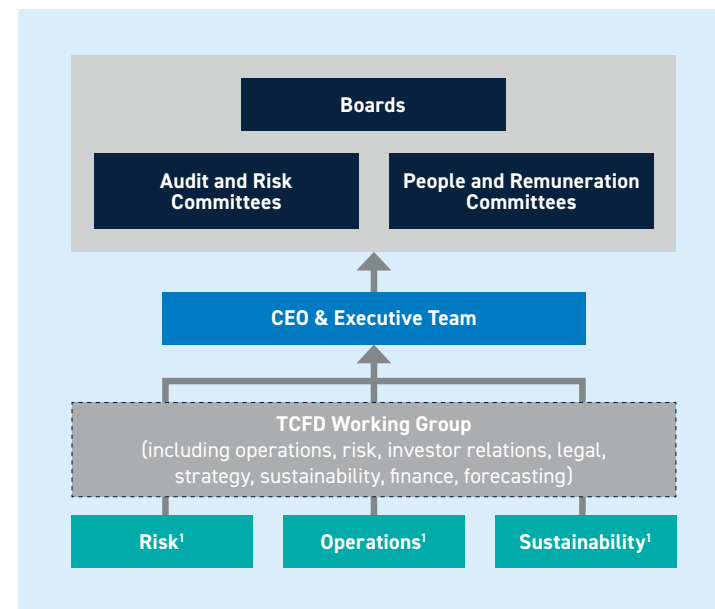 Boards
Audit and Risk
Committees
People and Remuneration
Committees
CEO & Executive Team
TCFD Working Group
(including operations, risk, investor relations, legal,
strategy, sustainability, finance, forecasting)
Risk¹
Operations¹
Sustainability¹